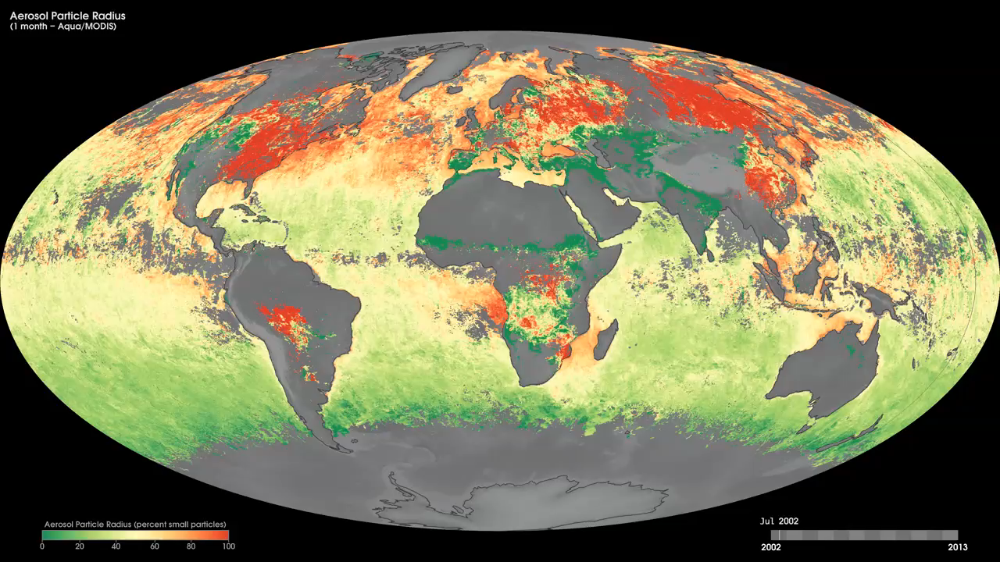 Aerosol Particle Radius
(1 month – Aqua/MODIS)
Aerosol Particle Radius (percent small particles)
0 20 40 60 80 100
Jul 2002
2002 2013